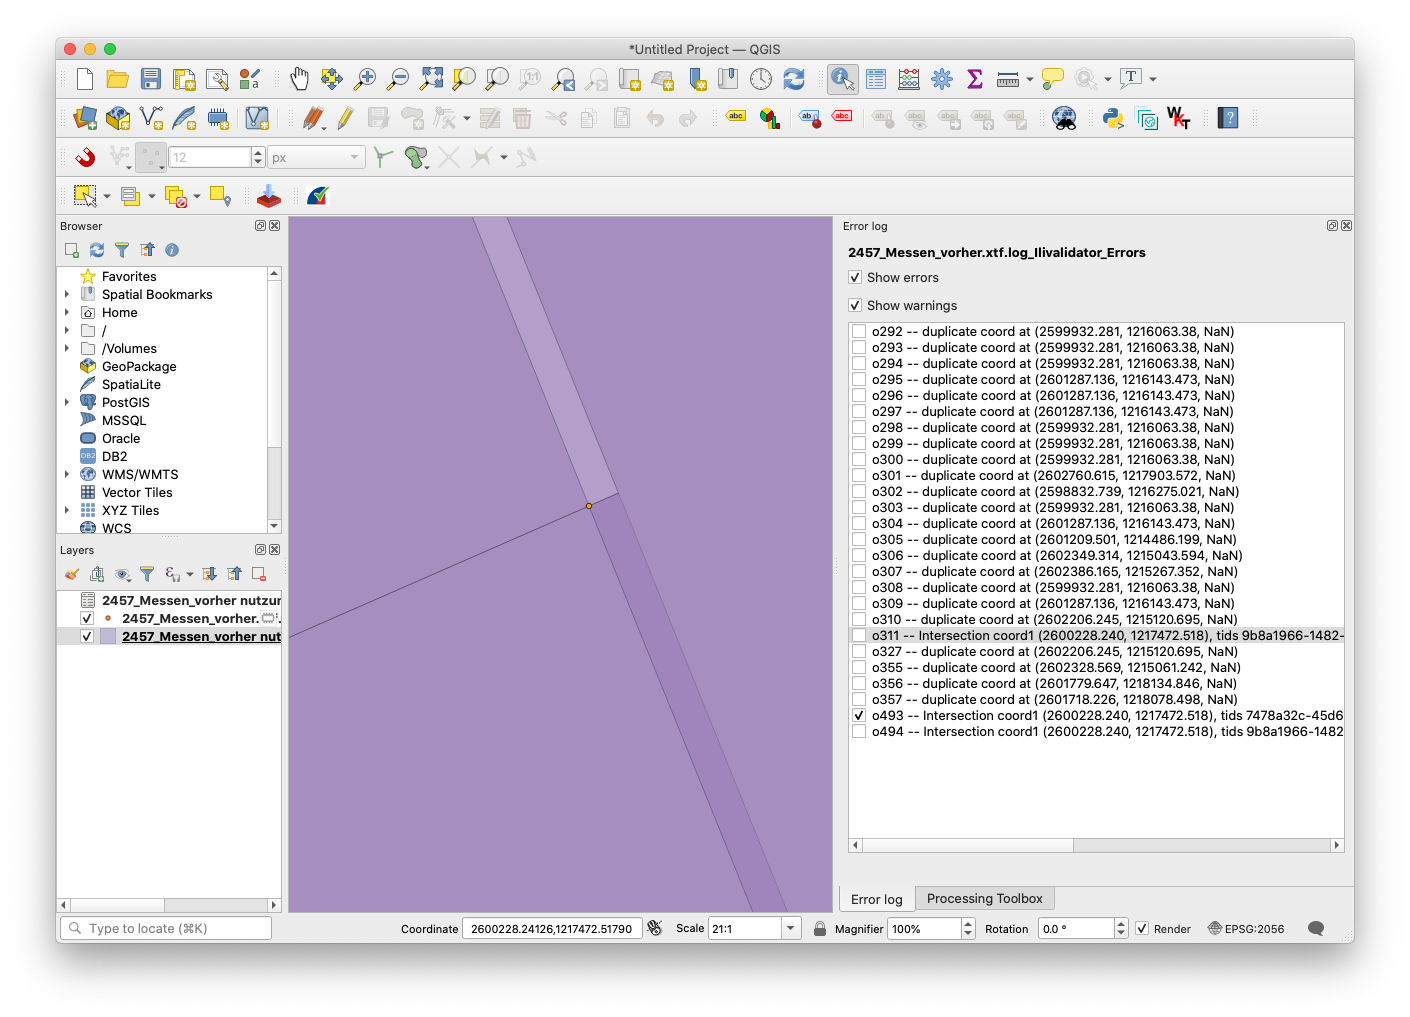 *Untitled Project — QGIS
1:1
a
abc
abc
abc
abc
abc
abc
abc
abc
W K T
?
12
px
Browser
Favorites
Spatial Bookmarks
Home
/
/Volumes
GeoPackage
SpatiaLite
PostGIS
MSSQL
Oracle
DB2
DB2
WMS/WMTS
Vector Tiles
XYZ Tiles
WCS
Layers
2457_Messen_vorher nutzur
2457_Messen_vorher.
2457_Messen_vorher nut
Error log
2457_Messen_vorher.xtf.log_Ilivalidator_Errors
Show errors
Show warnings
o292 -- duplicate coord at (2599932.281, 1216063.38, NaN)
o293 -- duplicate coord at (2599932.281, 1216063.38, NaN)
o294 -- duplicate coord at (2599932.281, 1216063.38, NaN)
o295 -- duplicate coord at (2601287.136, 1216143.473, NaN)
o296 -- duplicate coord at (2601287.136, 1216143.473, NaN)
o297 -- duplicate coord at (2601287.136, 1216143.473, NaN)
o298 -- duplicate coord at (2599932.281, 1216063.38, NaN)
o299 -- duplicate coord at (2599932.281, 1216063.38, NaN)
o300 -- duplicate coord at (2599932.281, 1216063.38, NaN)
o301 -- duplicate coord at (2602760.615, 1217903.572, NaN)
o302 -- duplicate coord at (2598832.739, 1216275.021, NaN)
o303 -- duplicate coord at (2599932.281, 1216063.38, NaN)
o304 -- duplicate coord at (2601287.136, 1216143.473, NaN)
o305 -- duplicate coord at (2601209.501, 1214486.199, NaN)
o306 -- duplicate coord at (2602349.314, 1215043.594, NaN)
o307 -- duplicate coord at (2602386.165, 1215267.352, NaN)
o308 -- duplicate coord at (2599932.281, 1216063.38, NaN)
o309 -- duplicate coord at (2601287.136, 1216143.473, NaN)
o310 -- duplicate coord at (2602206.245, 1215120.695, NaN)
o311 -- Intersection coord1 (2600228.240, 1217472.518), tids 9b8a1966-1482-
o327 -- duplicate coord at (2602206.245, 1215120.695, NaN)
o355 -- duplicate coord at (2602328.569, 1215061.242, NaN)
o356 -- duplicate coord at (2601779.647, 1218134.846, NaN)
o357 -- duplicate coord at (2601718.226, 1218078.498, NaN)
o493 -- Intersection coord1 (2600228.240, 1217472.518), tids 7478a32c-45d6
o494 -- Intersection coord1 (2600228.240, 1217472.518), tids 9b8a1966-1482
Error log
Processing Toolbox
Type to locate (⌘K)
Coordinate
2600228.24126,1217472.51790
Scale
21:1
Magnifier
100%
Rotation
0.0 °
Render
EPSG:2056